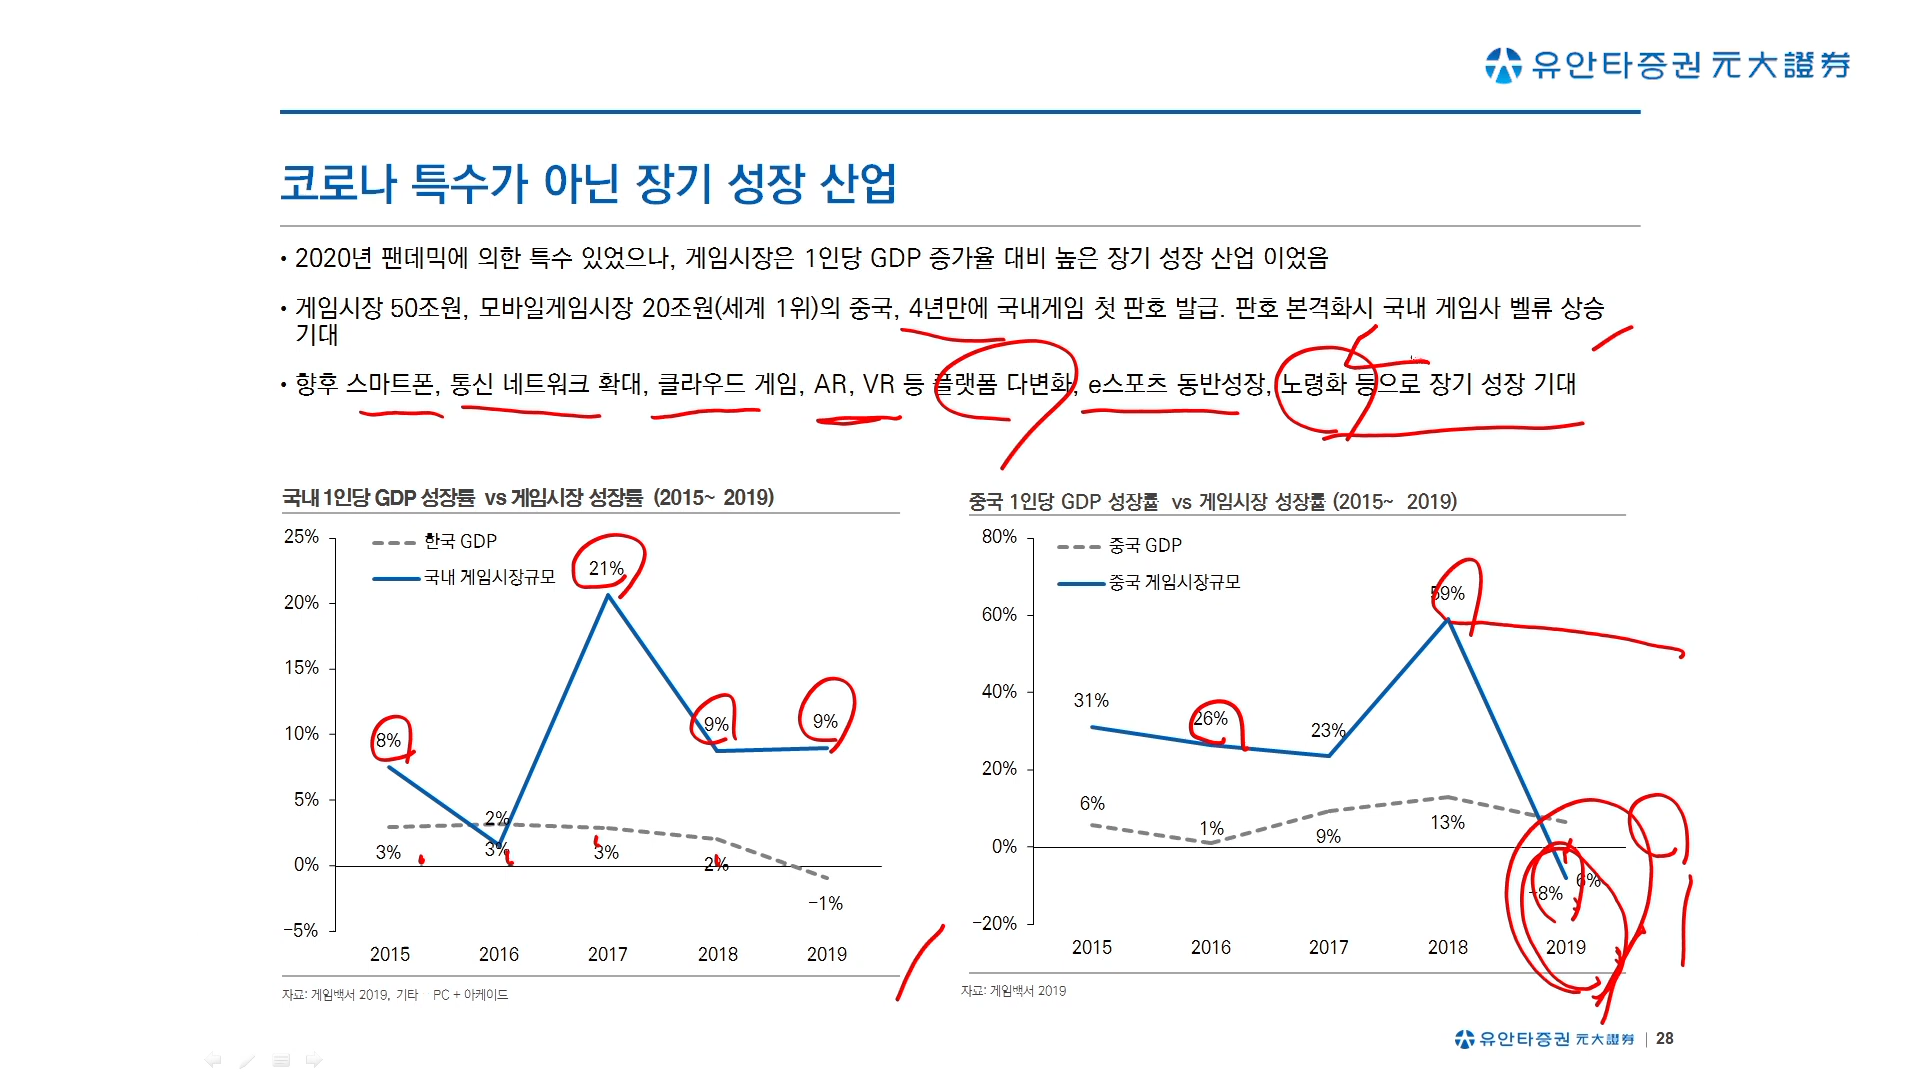 유안타증권 元大證券
코로나 특수가 아닌 장기 성장 산업
• 2020년 팬데믹에 의한 특수 있었으나, 게임시장은 1인당 GDP 증가율 대비 높은 장기 성장 산업 이었음
• 게임시장 50조원, 모바일게임시장 20조원(세계 1위)의 중국, 4년만에 국내게임 첫 판호 발급. 판호 본격화시 국내 게임사 벨류 상승
기대
• 향후 스마트폰, 통신 네트워크 확대, 클라우드 게임, AR, VR 등 플랫폼 다변화, e스포츠 동반성장, 노령화 등으로 장기 성장 기대
국내 1인당 GDP 성장률 vs 게임시장 성장률 (2015~ 2019)
25%
20%
15%
10%
5%
0%
-5%
한국 GDP
국내 게임시장규모
8%
2%
21%
9%
9%
3%
3%
3%
2%
-1%
2015 2016 2017 2018 2019
자료: 게임백서 2019, 기타 PC + 아케이드
중국 1인당 GDP 성장률 vs 게임시장 성장률 (2015~ 2019)
80%
60%
40%
20%
0%
-20%
중국 GDP
중국 게임시장규모
31%
26%
23%
59%
-8%
6%
1%
9%
13%
6%
2015 2016 2017 2018 2019
자료: 게임백서 2019
유안타증권 元大證券 | 28